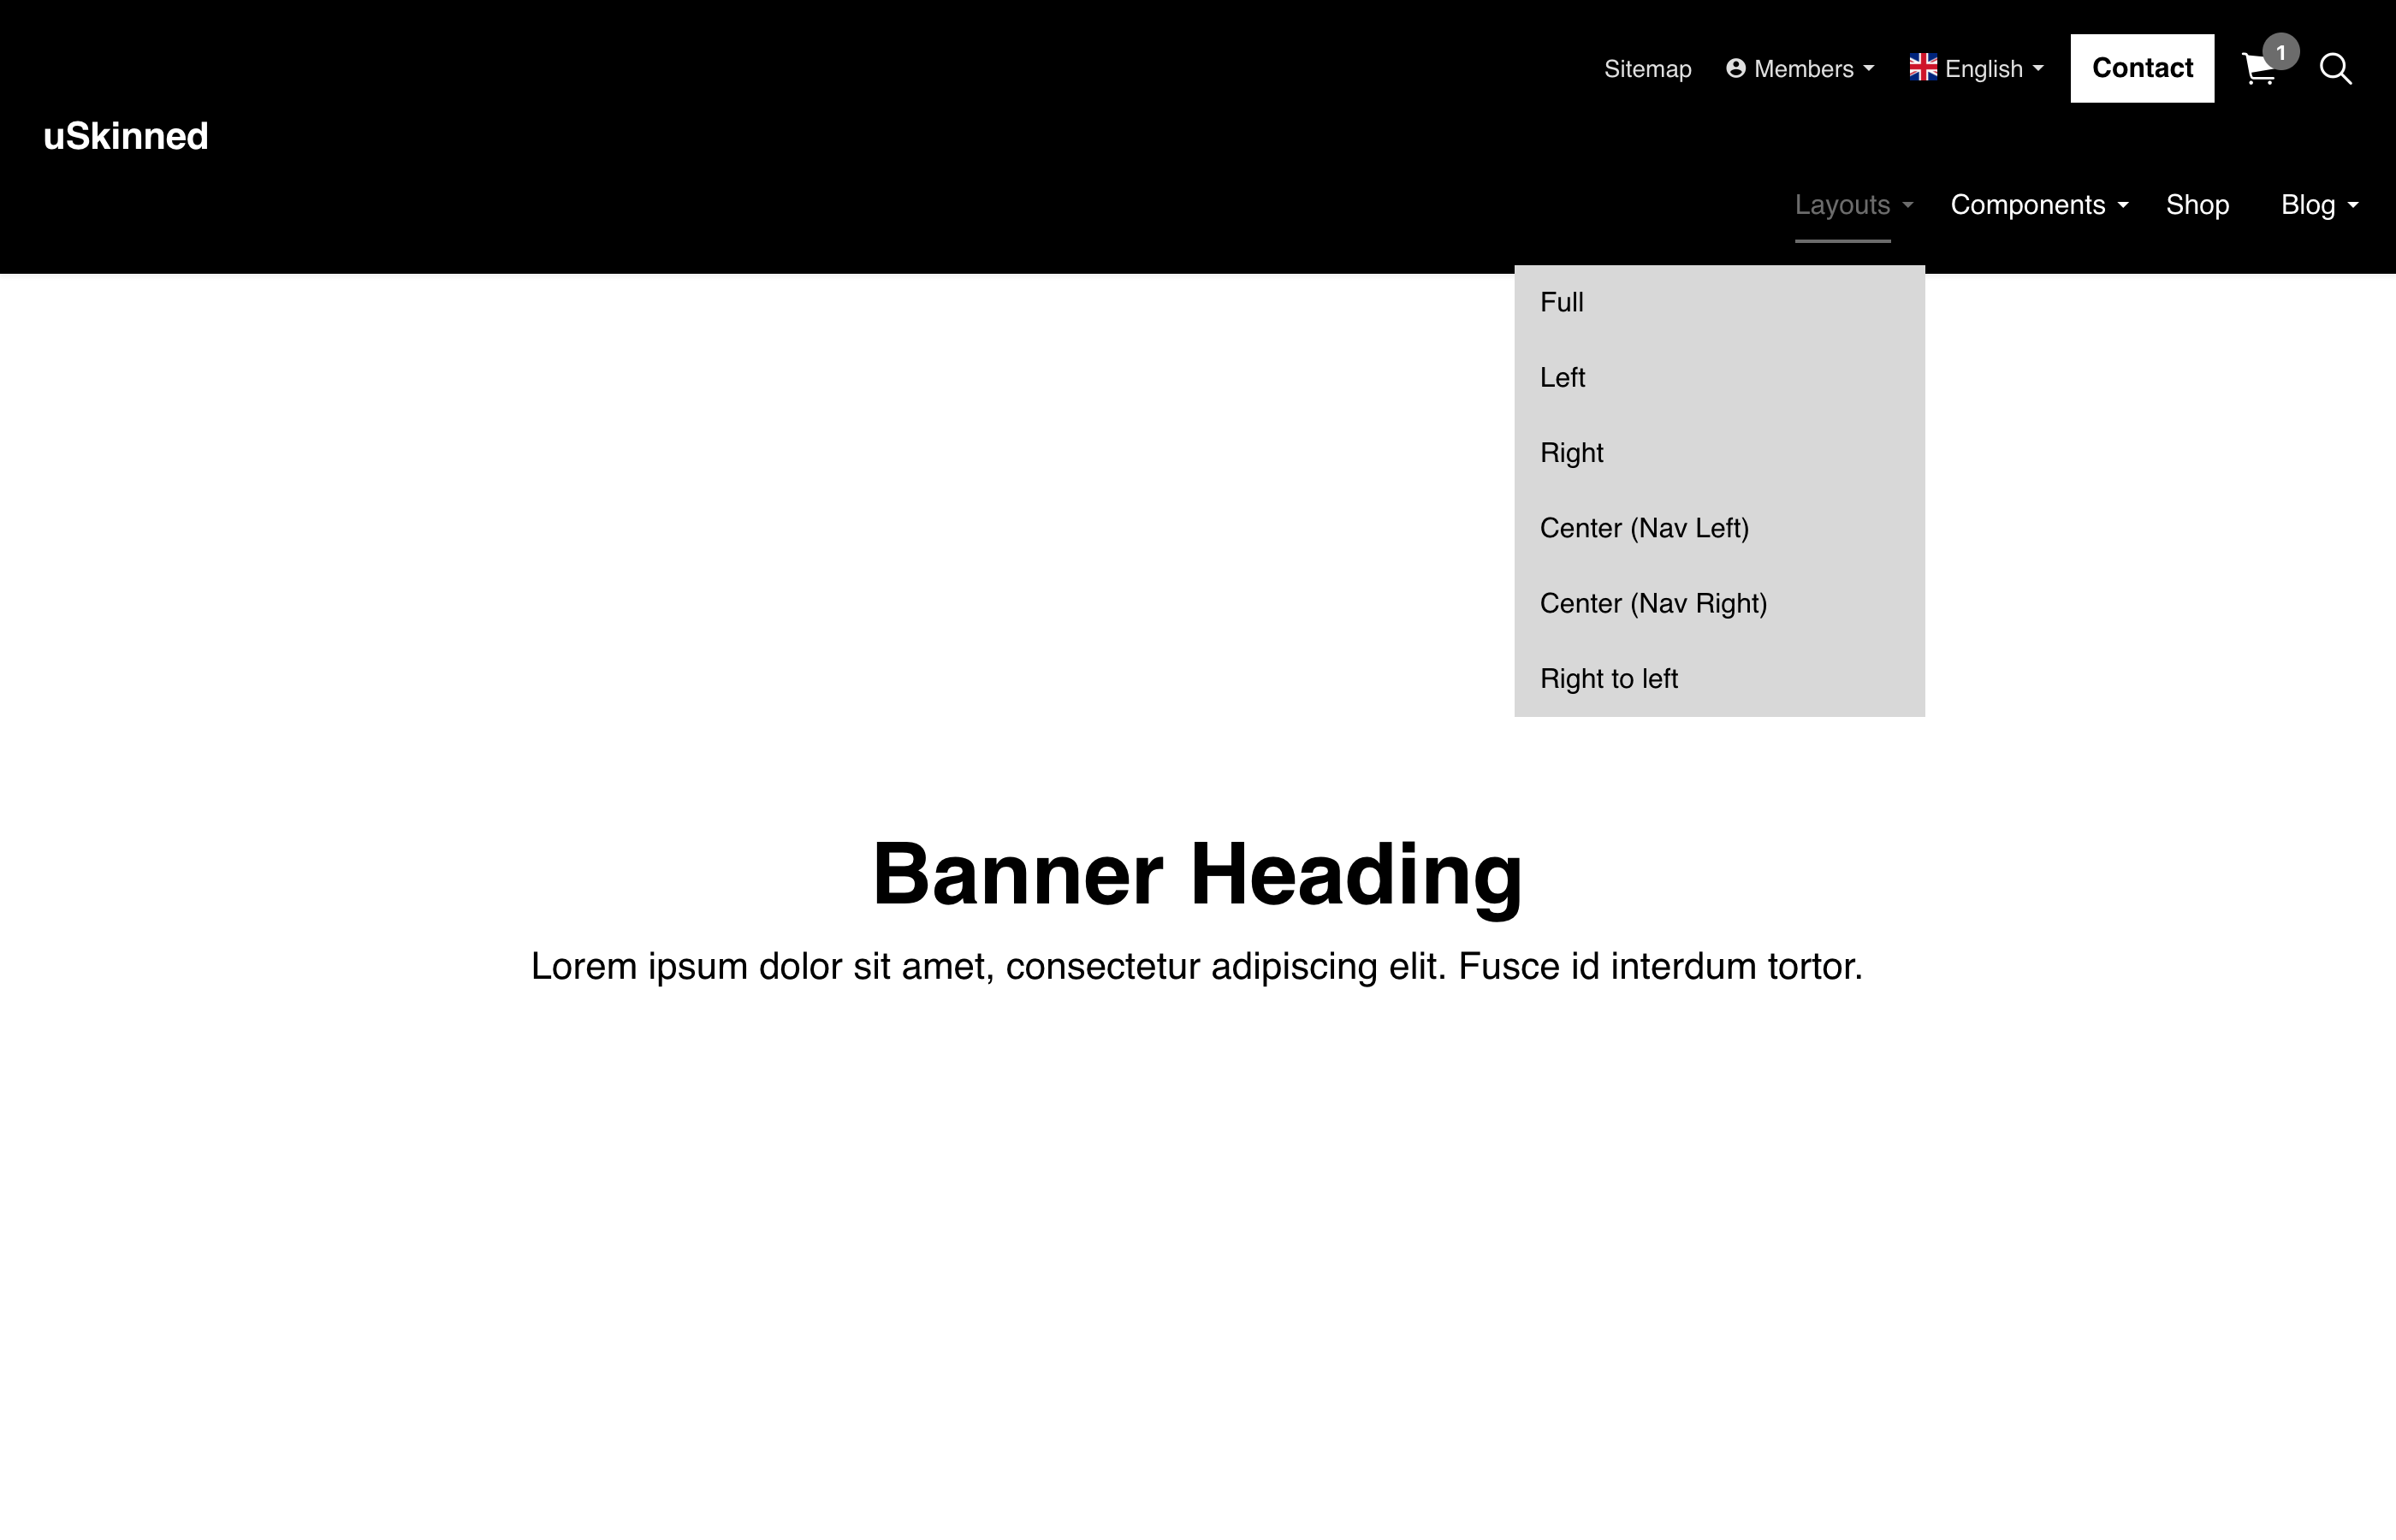 Sitemap Members English Contact 1
uSkinned
Layouts Components Shop Blog
Full
Left
Right
Center (Nav Left)
Center (Nav Right)
Right to left
Banner Heading
Lorem ipsum dolor sit amet, consectetur adipiscing elit. Fusce id interdum tortor.